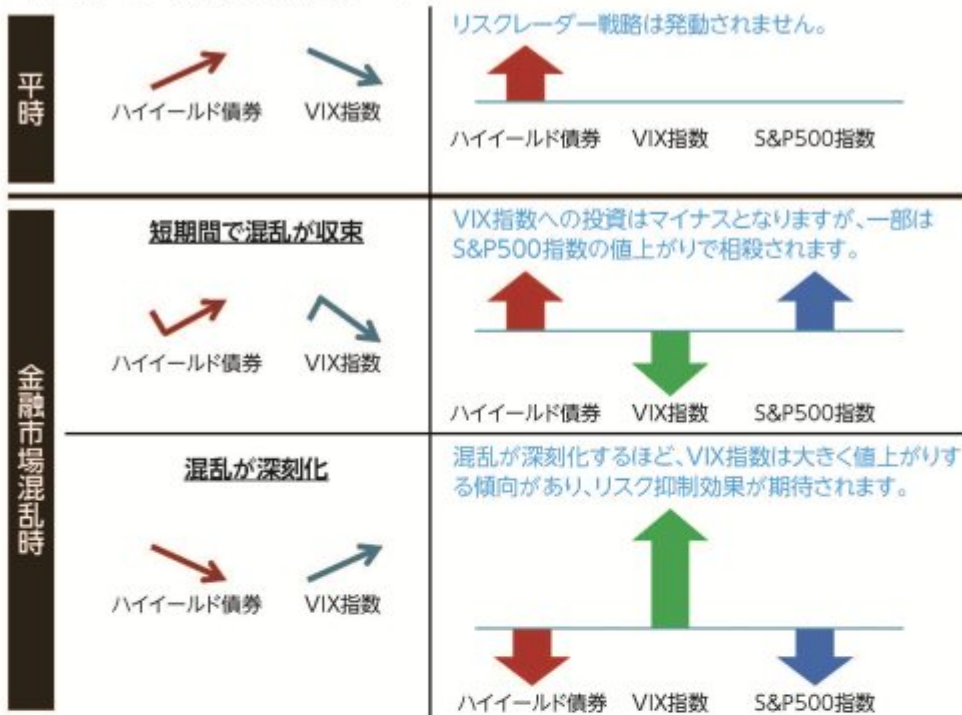 平時
ハイイールド債券 VIX指数
リスクレーダー戦略は発動されません。
ハイイールド債券 VIX指数 S&P500指数
金融市場混乱時
短期間で混乱が収束
ハイイールド債券 VIX指数
VIX指数への投資はマイナスとなりますが、一部は
S&P500指数の値上がりで相殺されます。
ハイイールド債券 VIX指数 S&P500指数
混乱が深刻化
ハイイールド債券 VIX指数
混乱が深刻化するほど、VIX指数は大きく値上がりす
る傾向があり、リスク抑制効果が期待されます。
ハイイールド債券 VIX指数 S&P500指数